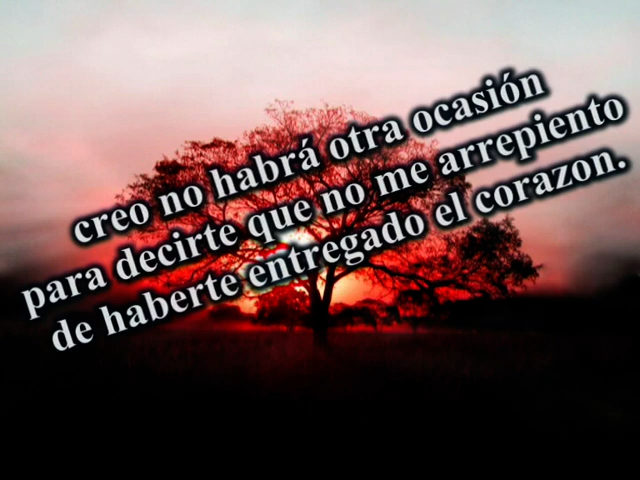 creo no habrá otra ocasión
para decirte que no me arrepiento
de haberte entregado el corazon.